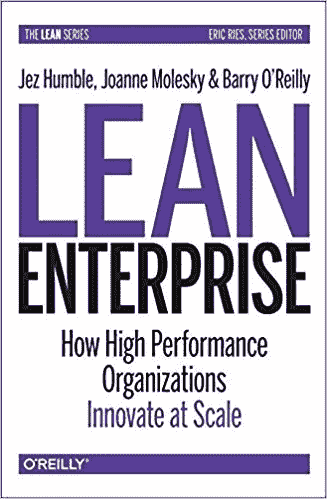 THE LEAN SERIES
ERIC RIES, SERIES EDITOR
Jez Humble, Joanne Molesky & Barry O'Reilly
LEAN
ENTERPRISE
How High Performance
Organizations
Innovate at Scale
O'REILLY®